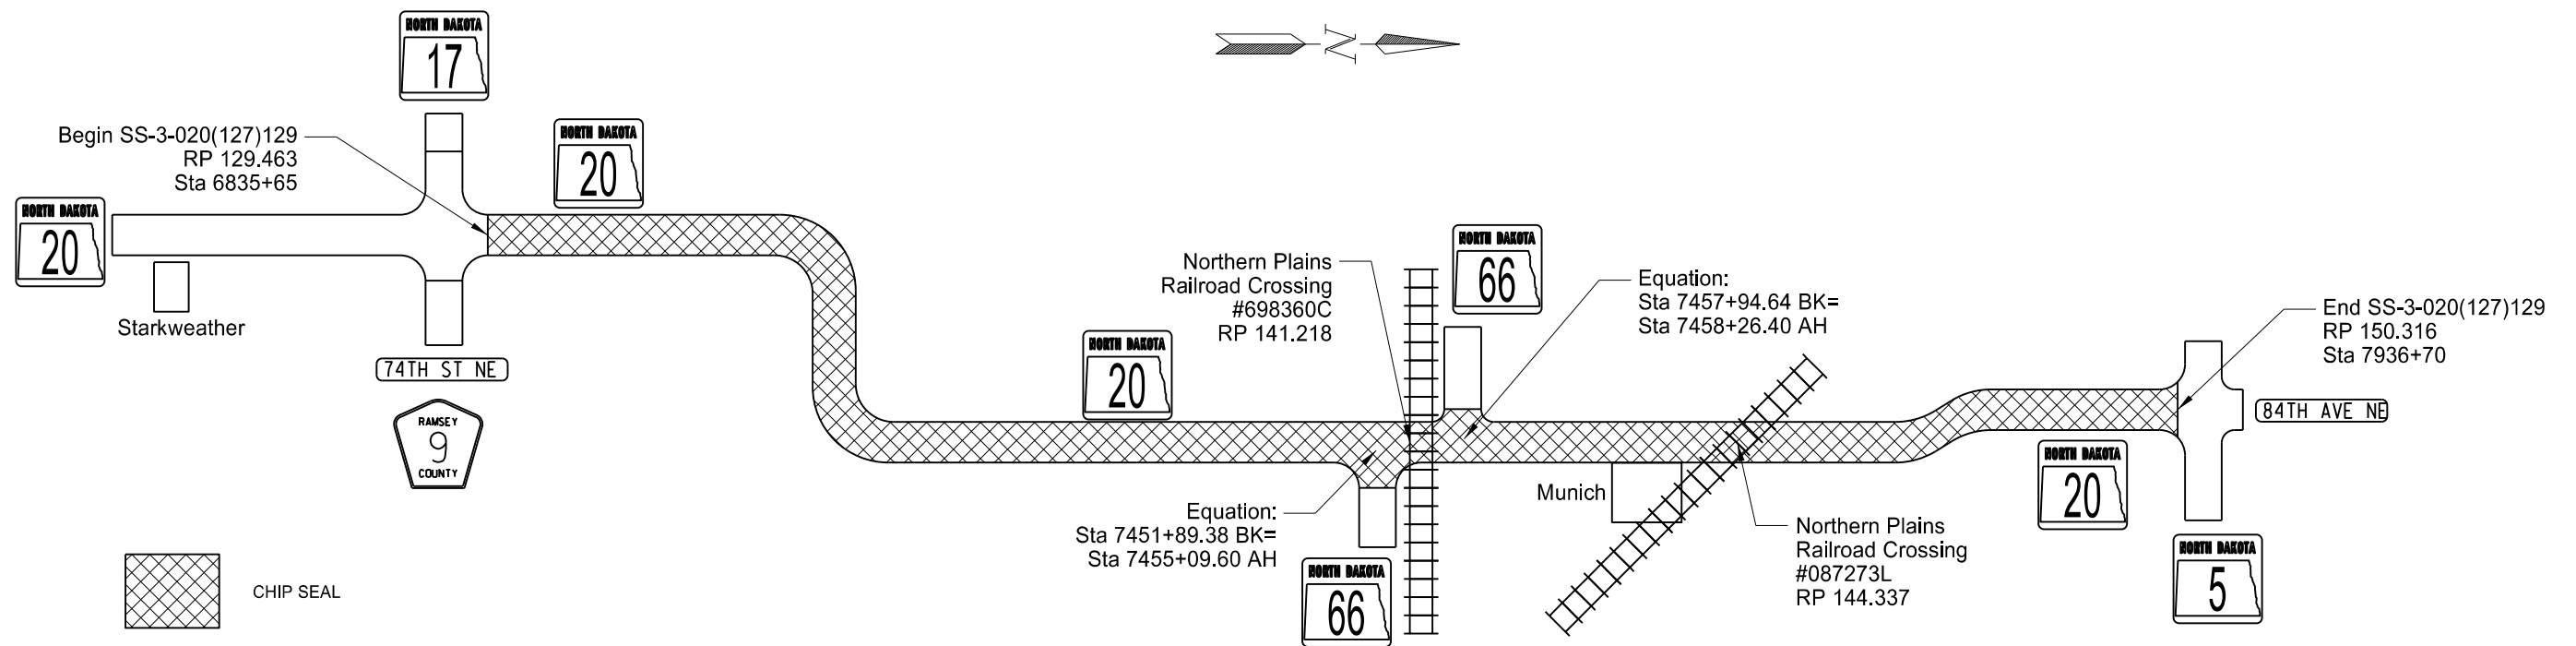 NORTH DAKOTA
17
N
Begin SS-3-020(127)129
RP 129.463
Sta 6835+65
NORTH DAKOTA
20
NORTH DAKOTA
20
Starkweather
74TH ST NE
RAMSEY
9
COUNTY
CHIP SEAL
NORTH DAKOTA
20
Northern Plains
Railroad Crossing
#698360C
RP 141.218
NORTH DAKOTA
66
Equation:
Sta 7457+94.64 BK=
Sta 7458+26.40 AH
Equation:
Sta 7451+89.38 BK=
Sta 7455+09.60 AH
NORTH DAKOTA
66
Munich
Northern Plains
Railroad Crossing
#087273L
RP 144.337
End SS-3-020(127)129
RP 150.316
Sta 7936+70
84TH AVE NE
NORTH DAKOTA
20
NORTH DAKOTA
5